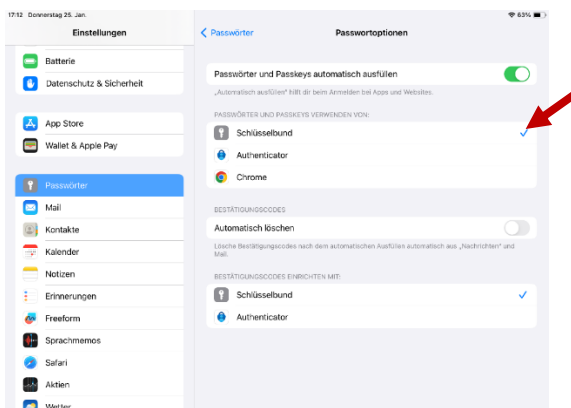 17:12 Donnerstag 25. Jan.
63%
Einstellungen
Passwörter
Passwortoptionen
Batterie
Datenschutz & Sicherheit
App Store
Wallet & Apple Pay
Passwörter
Mail
Kontakte
Kalender
Notizen
Erinnerungen
Freeform
Sprachmemos
Safari
Aktien
Wetter
Passwörter und Passkeys automatisch ausfüllen
„Automatisch ausfüllen“ hilft dir beim Anmelden bei Apps und Websites.
PASSWÖRTER UND PASSKEYS VERWENDEN VON:
Schlüsselbund
Authenticator
Chrome
BESTÄTIGUNGSCODES
Automatisch löschen
Lösche Bestätigungscodes nach dem automatischen Ausfüllen automatisch aus „Nachrichten“ und
Mail.
BESTÄTIGUNGSCODES EINRICHTEN MIT:
Schlüsselbund
Authenticator